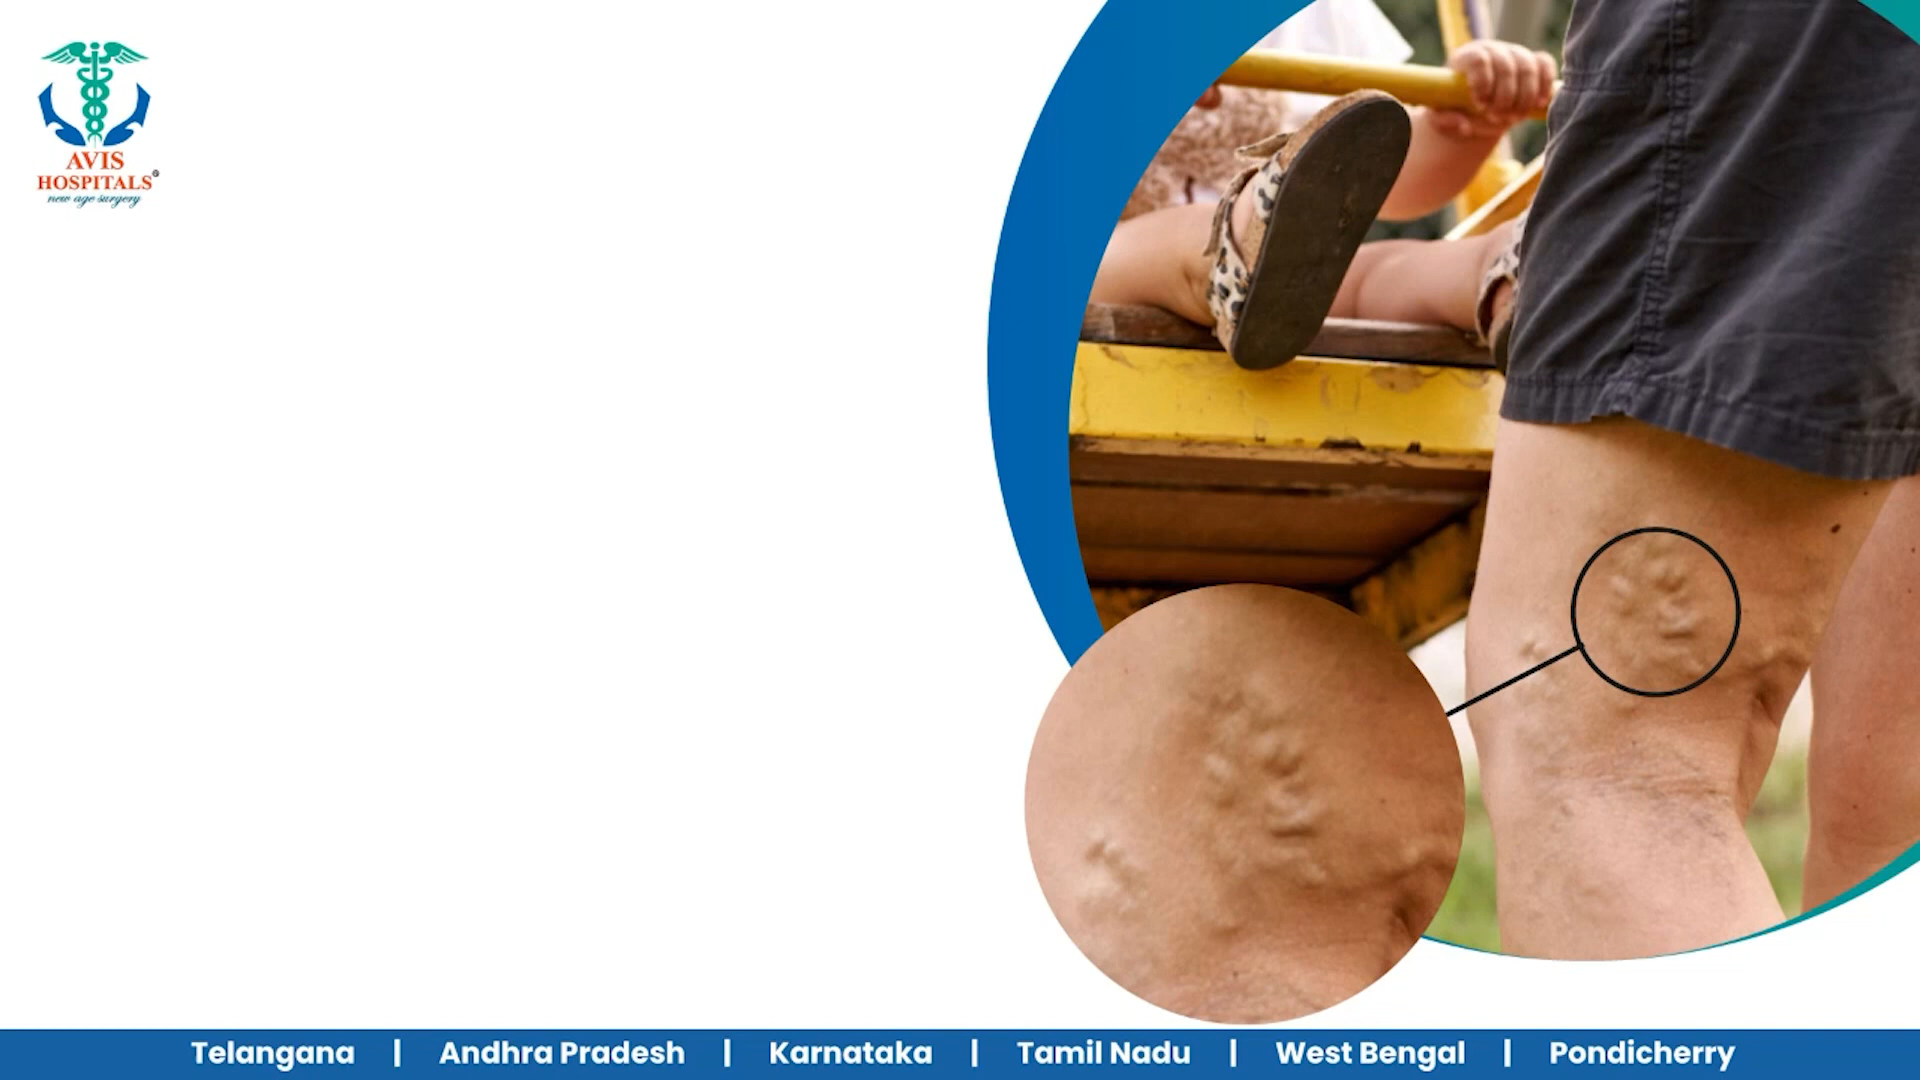 AVIS
HOSPITALS®
new age surgery
Telangana | Andhra Pradesh | Karnataka | Tamil Nadu | West Bengal | Pondicherry